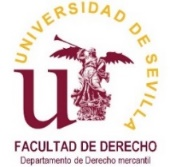 UNIVERSIDAD DE SEVILLA
FACULTAD DE DERECHO
Departamento de Derecho mercantil